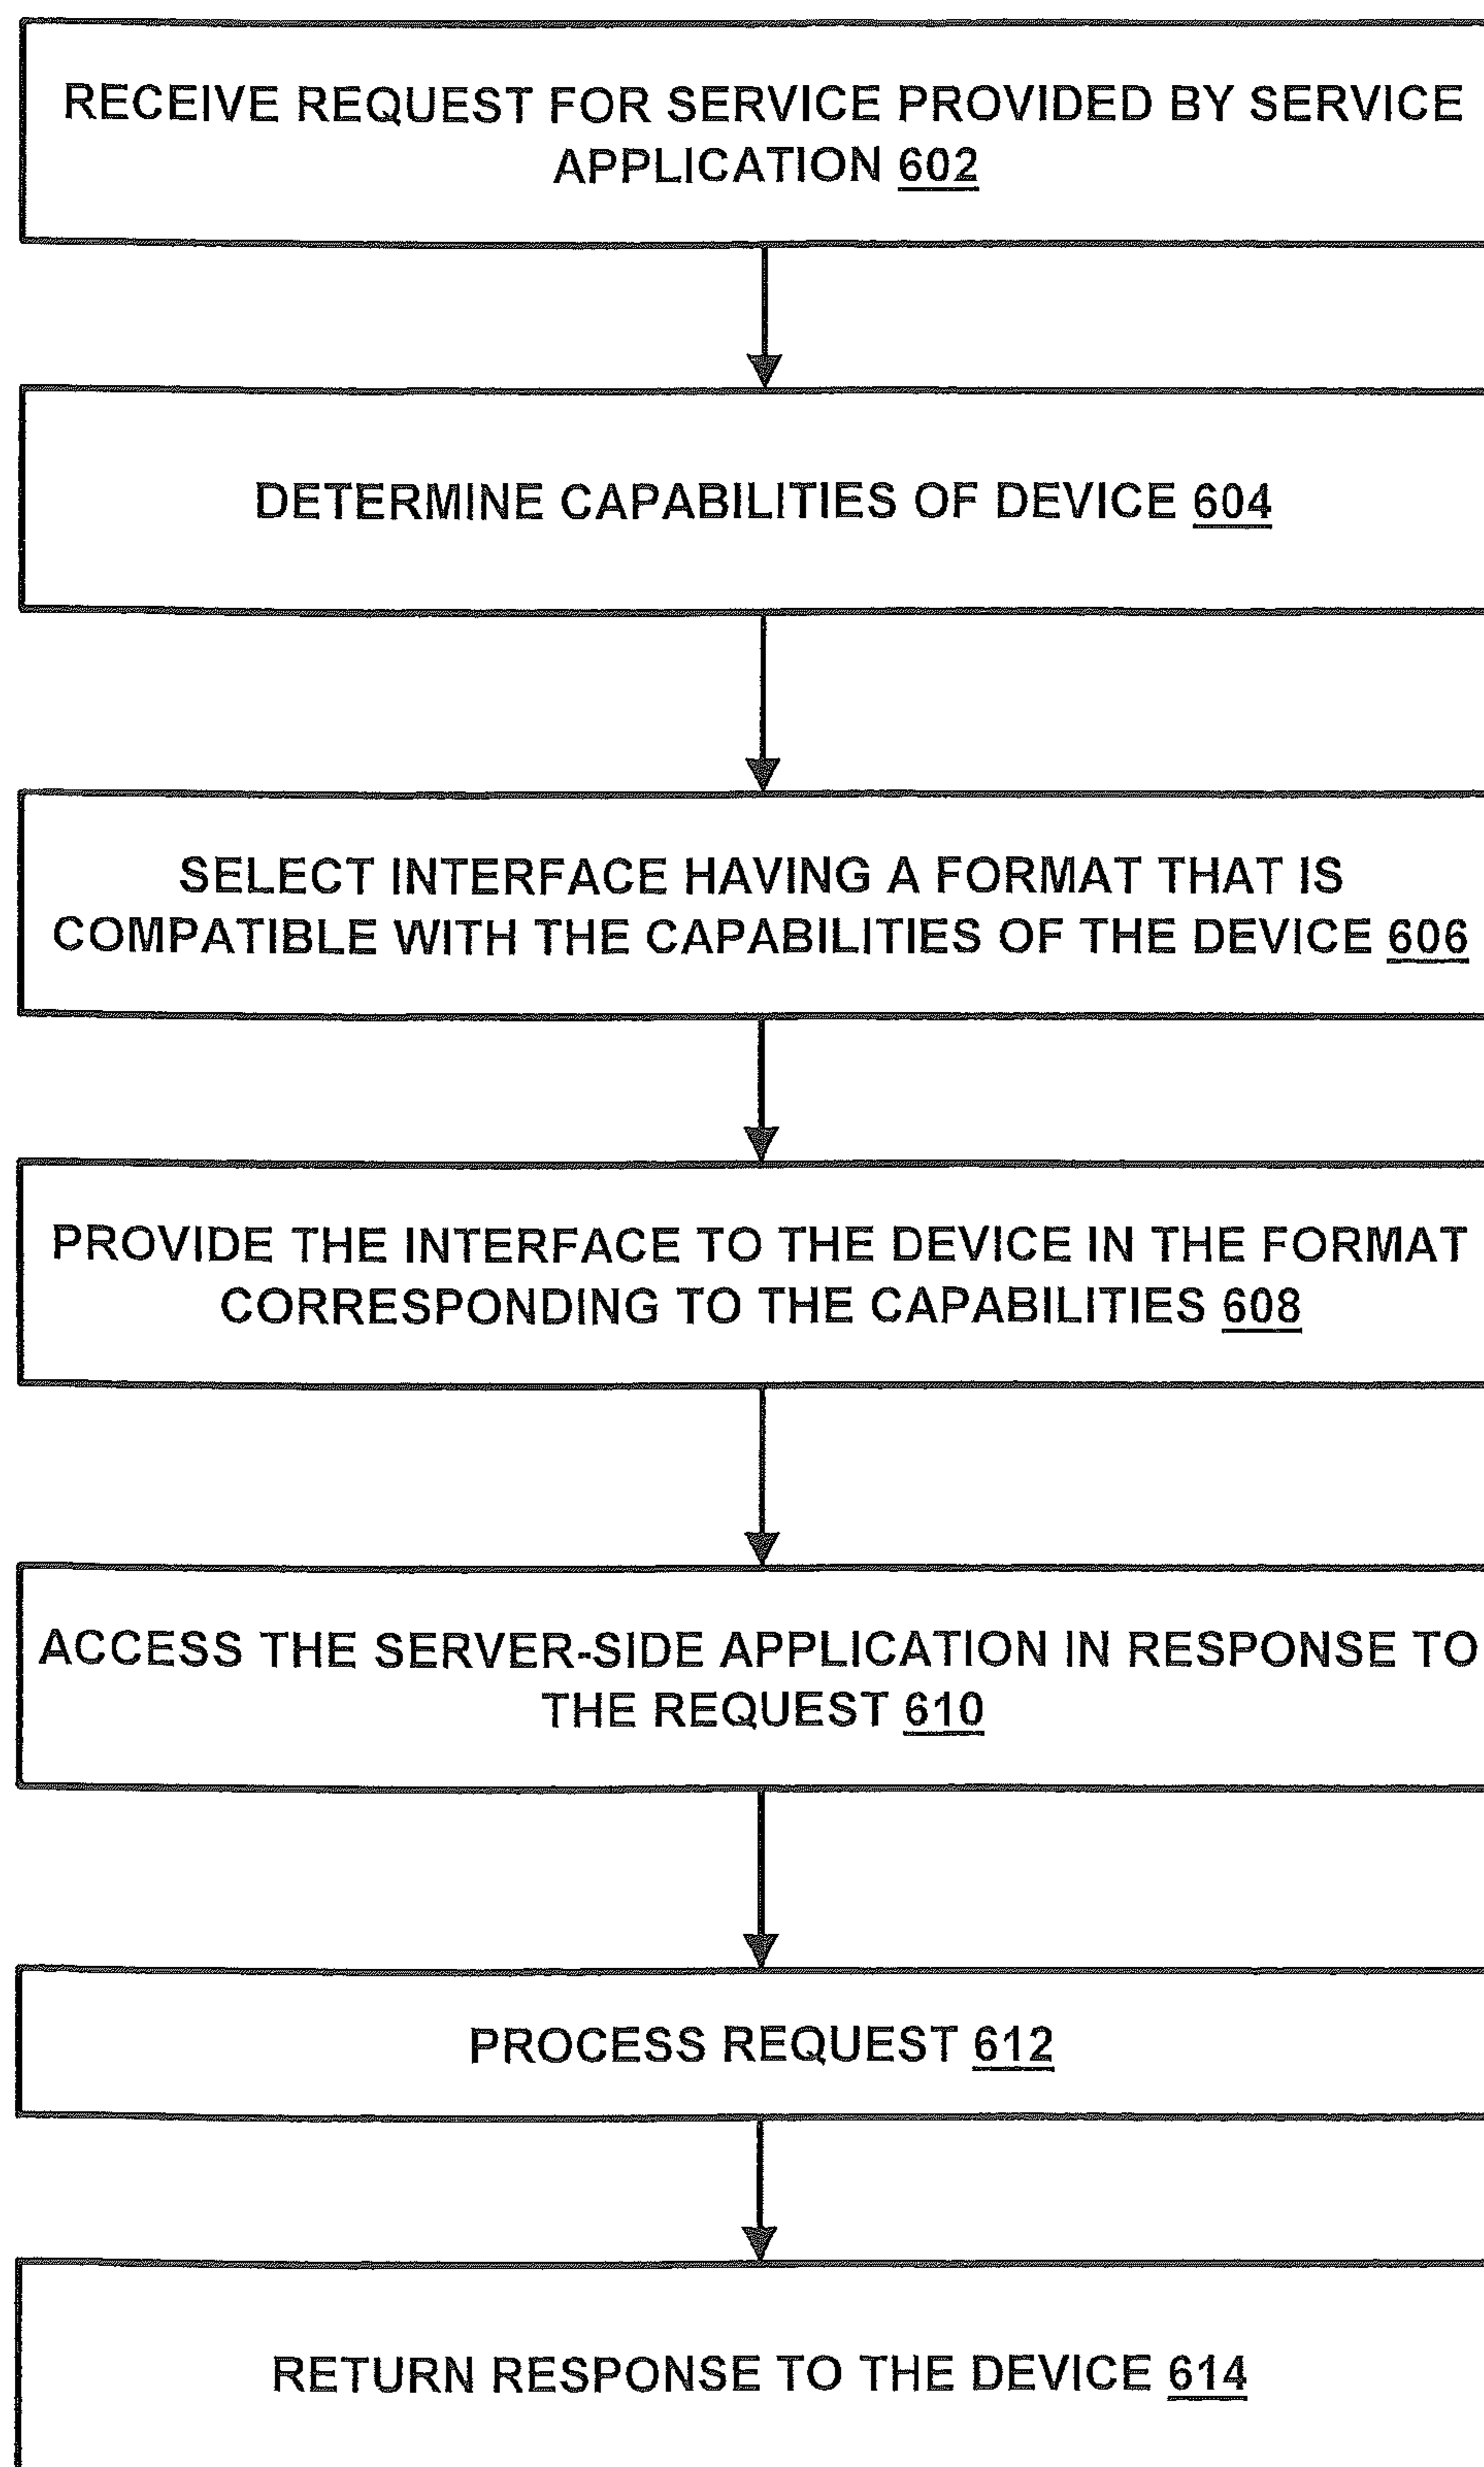 RECEIVE REQUEST FOR SERVICE PROVIDED BY SERVICE
APPLICATION 602
DETERMINE CAPABILITIES OF DEVICE 604
SELECT INTERFACE HAVING A FORMAT THAT IS
COMPATIBLE WITH THE CAPABILITIES OF THE DEVICE 606
PROVIDE THE INTERFACE TO THE DEVICE IN THE FORMAT
CORRESPONDING TO THE CAPABILITIES 608
ACCESS THE SERVER-SIDE APPLICATION IN RESPONSE TO
THE REQUEST 610
PROCESS REQUEST 612
RETURN RESPONSE TO THE DEVICE 614